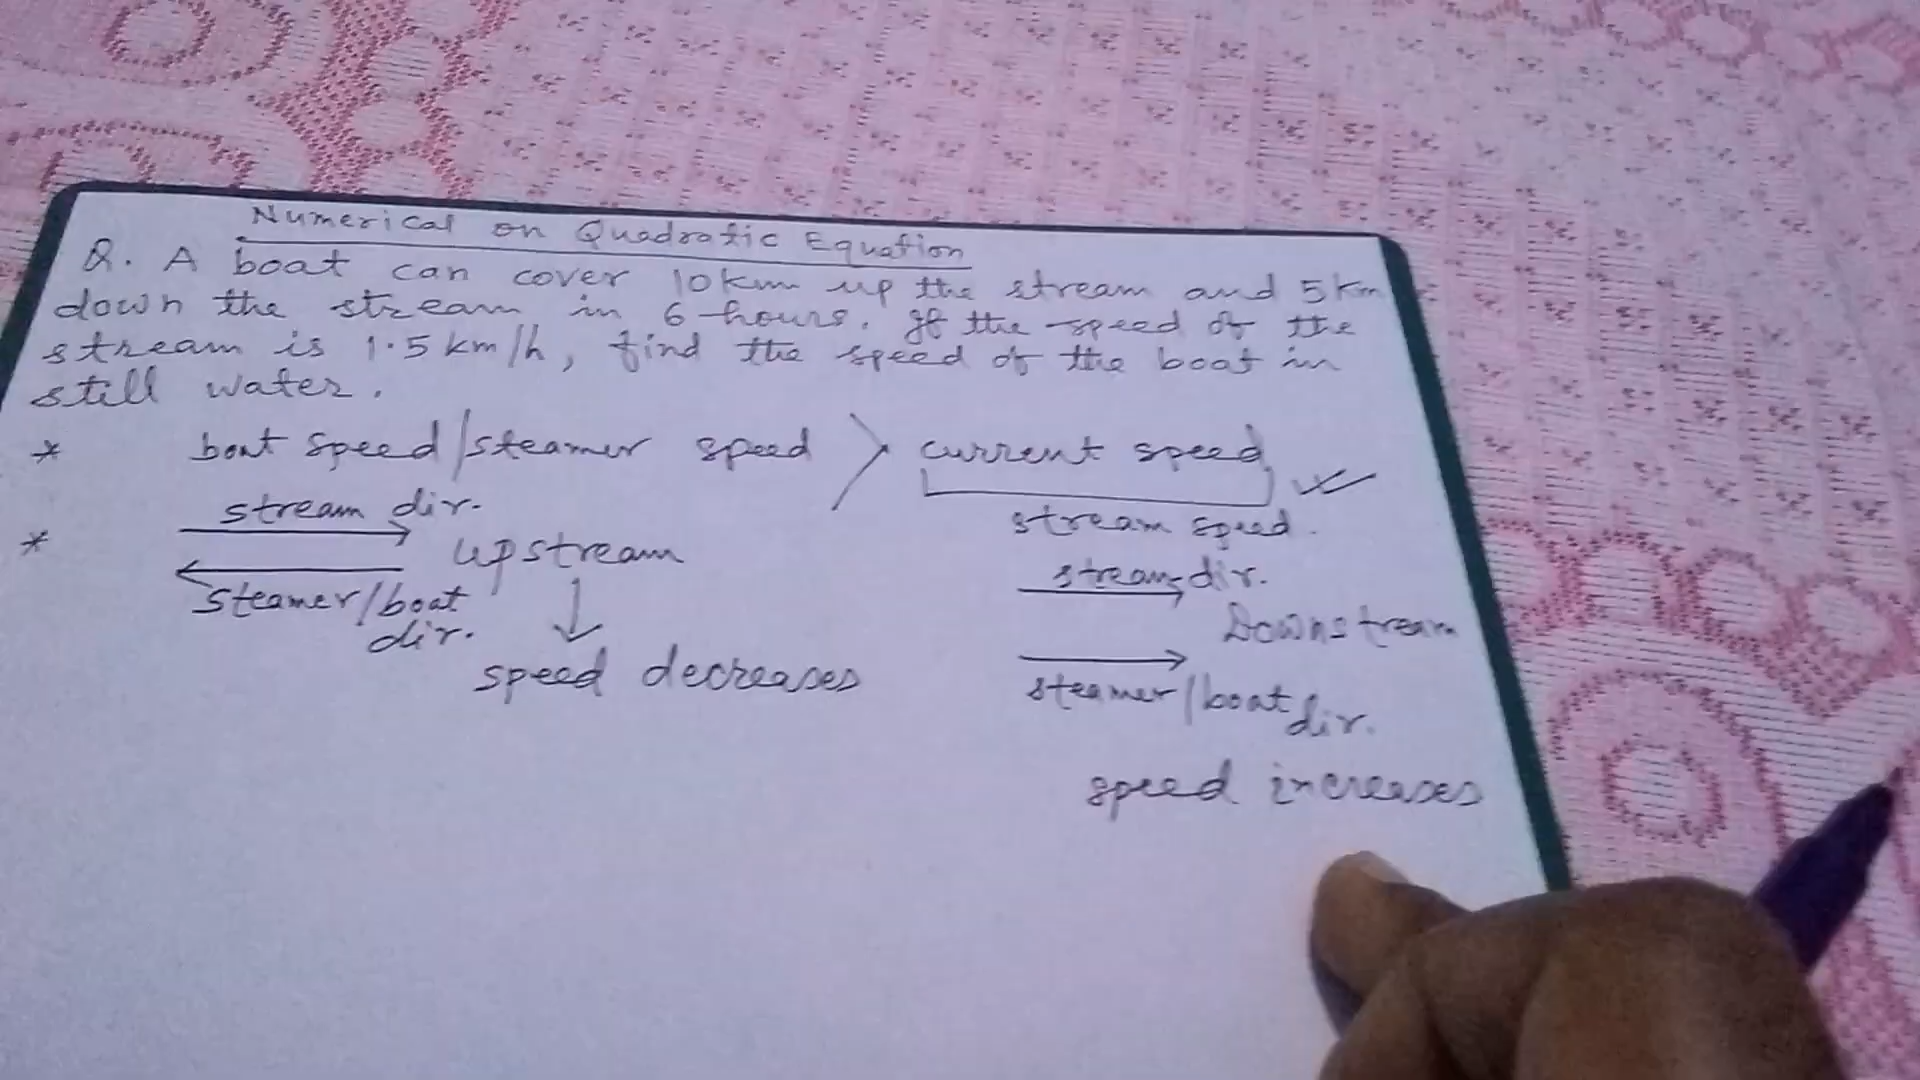 Numerical on Quadratic Equation
Q. A boat can cover 10km up the stream and 5km
down the stream in 6 hours. If the speed of the
stream is 1.5 km/h, find the speed of the boat in
still water.
* boat speed/steamer speed > current speed
stream speed.
* stream dir.
upstream
steamer/boat
dir.
speed decreases
stream dir.
Downstream
steamer/boat dir.
speed increases